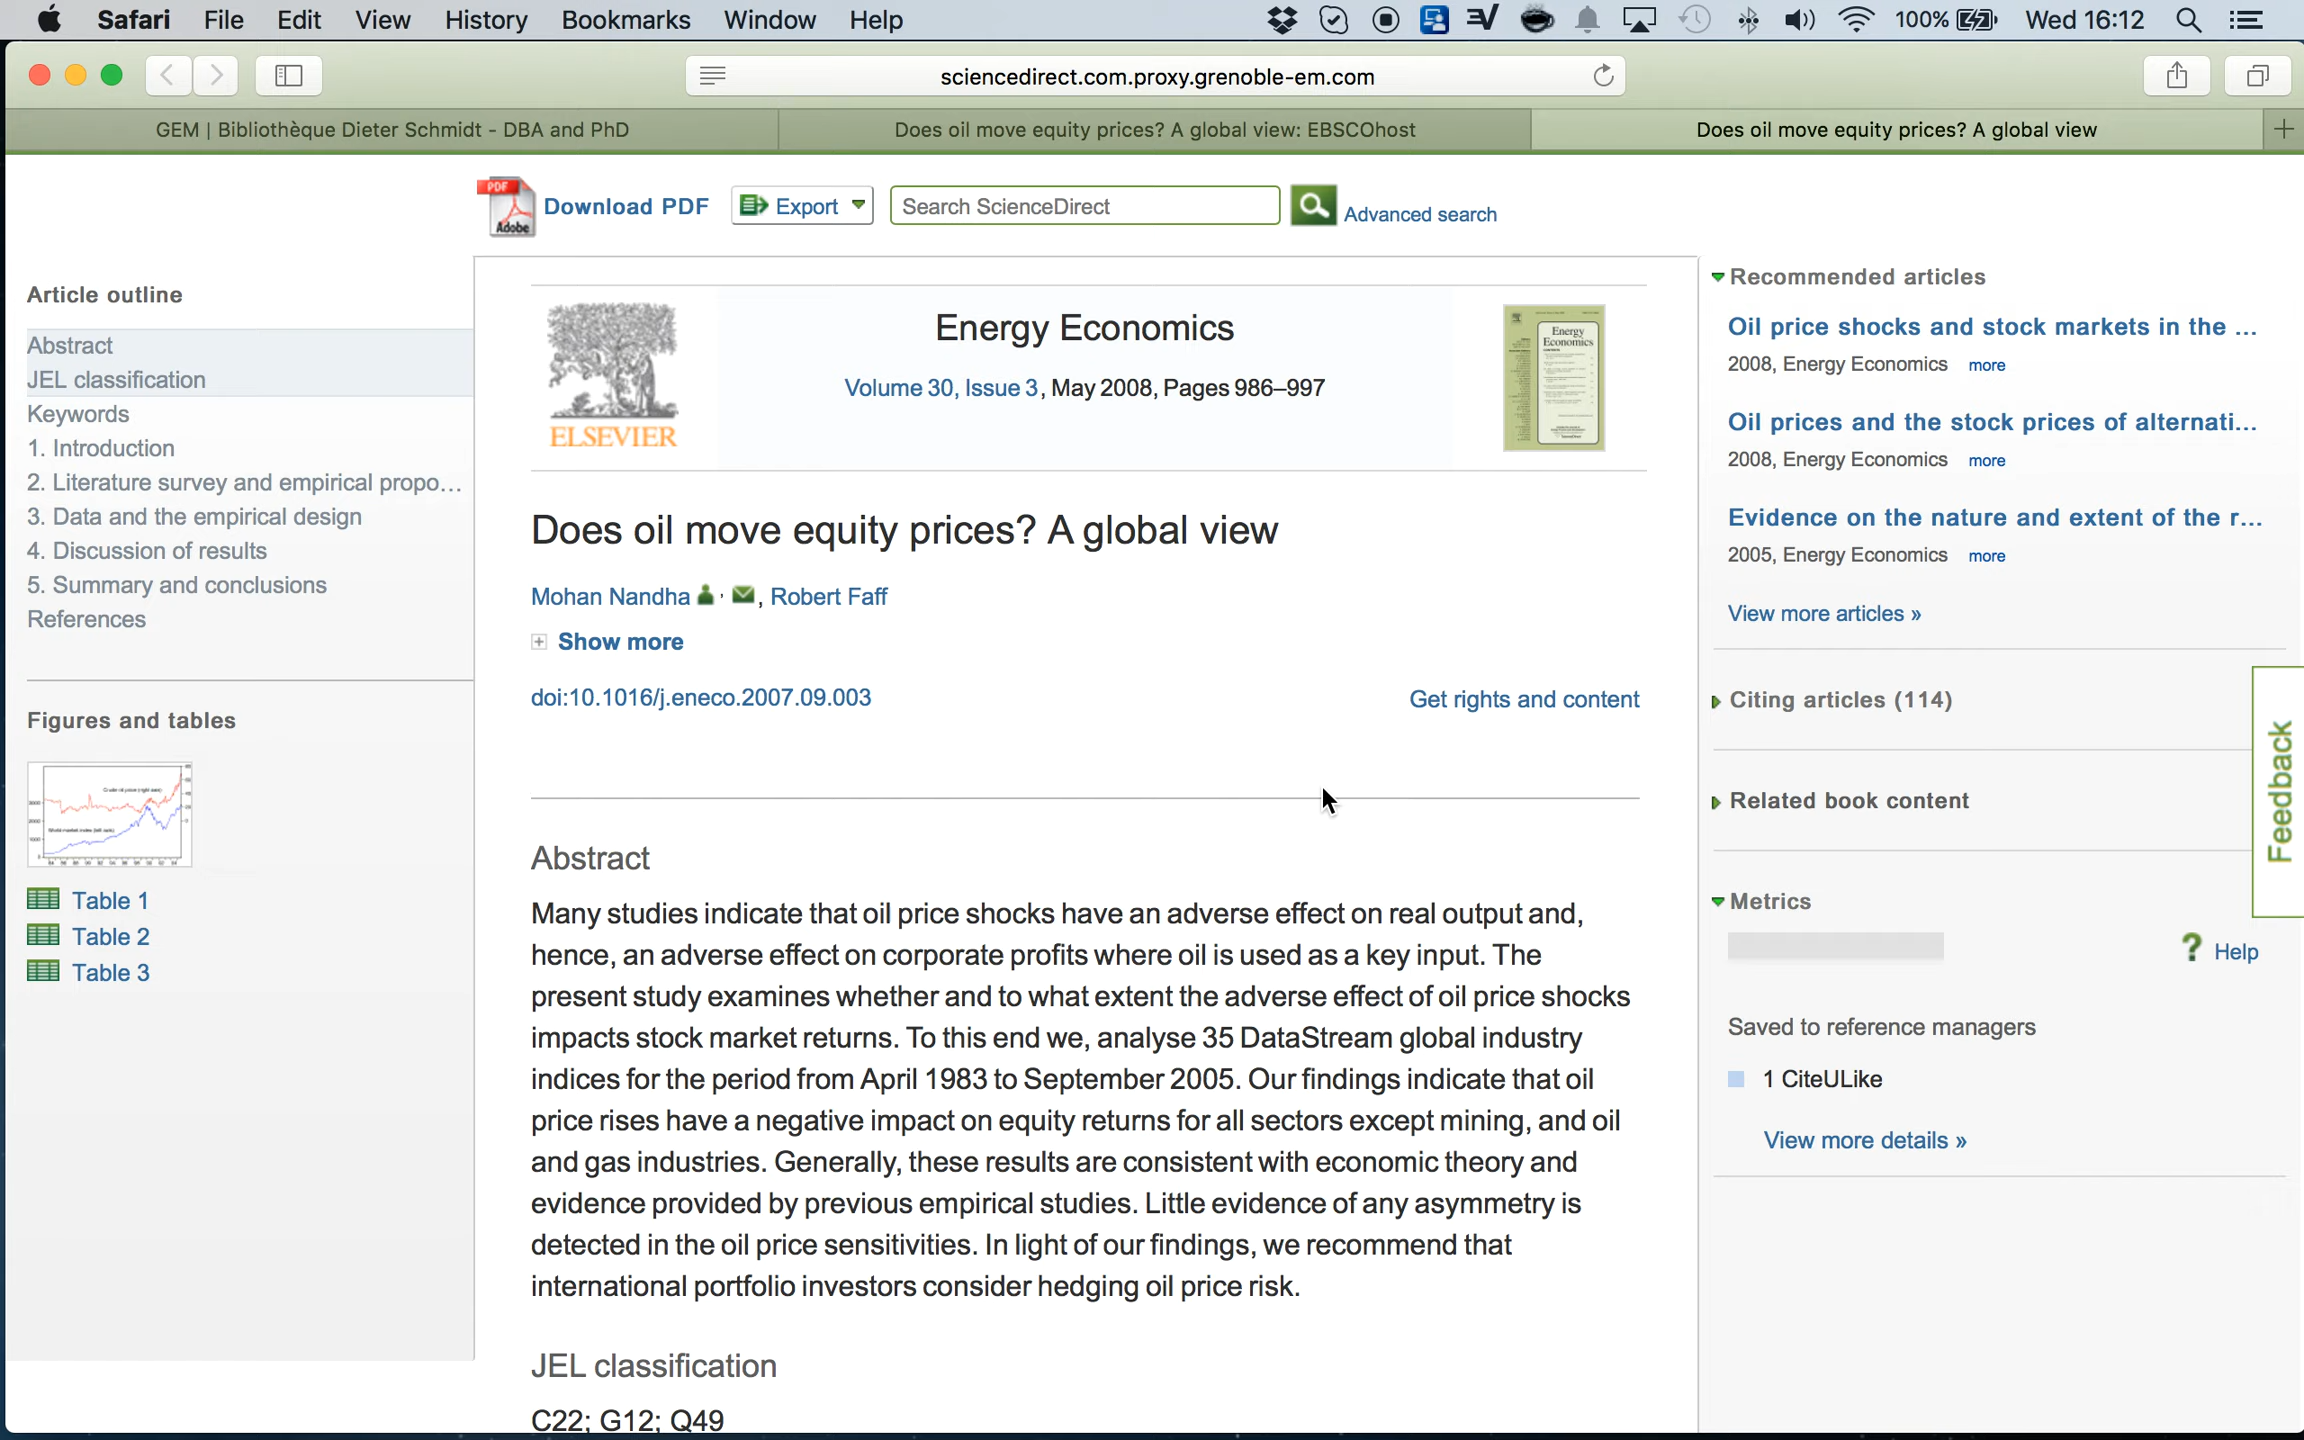 Safari File Edit View History Bookmarks Window Help 100% Wed 16:12
sciencedirect.com.proxy.grenoble-em.com
GEM | Bibliothèque Dieter Schmidt - DBA and PhD
Does oil move equity prices? A global view: EBSCOhost
Does oil move equity prices? A global view
PDF
Adobe
Download PDF
Export
Search ScienceDirect
Advanced search
Article outline
Abstract
JEL classification
Keywords
1. Introduction
2. Literature survey and empirical propo...
3. Data and the empirical design
4. Discussion of results
5. Summary and conclusions
References
Figures and tables
Crude oil price (right axis)
World market index (left axis)
Table 1
Table 2
Table 3
ELSEVIER
Energy Economics
Volume 30, Issue 3, May 2008, Pages 986–997
Energy
Economics
Does oil move equity prices? A global view
Mohan Nandha , , Robert Faff
Show more
doi:10.1016/j.eneco.2007.09.003
Get rights and content
Abstract
Many studies indicate that oil price shocks have an adverse effect on real output and,
hence, an adverse effect on corporate profits where oil is used as a key input. The
present study examines whether and to what extent the adverse effect of oil price shocks
impacts stock market returns. To this end we, analyse 35 DataStream global industry
indices for the period from April 1983 to September 2005. Our findings indicate that oil
price rises have a negative impact on equity returns for all sectors except mining, and oil
and gas industries. Generally, these results are consistent with economic theory and
evidence provided by previous empirical studies. Little evidence of any asymmetry is
detected in the oil price sensitivities. In light of our findings, we recommend that
international portfolio investors consider hedging oil price risk.
JEL classification
C22; G12; Q49
Recommended articles
Oil price shocks and stock markets in the ...
2008, Energy Economics more
Oil prices and the stock prices of alternati...
2008, Energy Economics more
Evidence on the nature and extent of the r...
2005, Energy Economics more
View more articles »
Citing articles (114)
Related book content
Metrics
? Help
Saved to reference managers
1 CiteULike
View more details »
Feedback